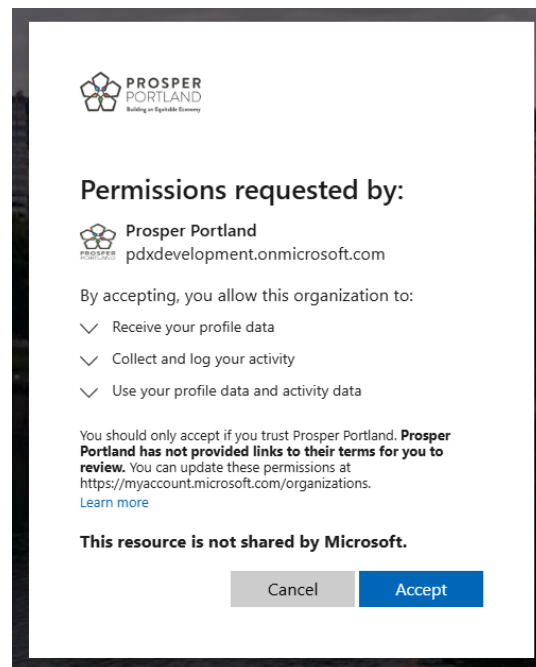 PROSPER
PORTLAND
Building an Equitable Economy
Permissions requested by:
PROSPER
PORTLAND
Prosper Portland
pdxdevelopment.onmicrosoft.com
By accepting, you allow this organization to:
Receive your profile data
Collect and log your activity
Use your profile data and activity data
You should only accept if you trust Prosper Portland. Prosper
Portland has not provided links to their terms for you to
review. You can update these permissions at
https://myaccount.microsoft.com/organizations.
Learn more
This resource is not shared by Microsoft.
Cancel
Accept